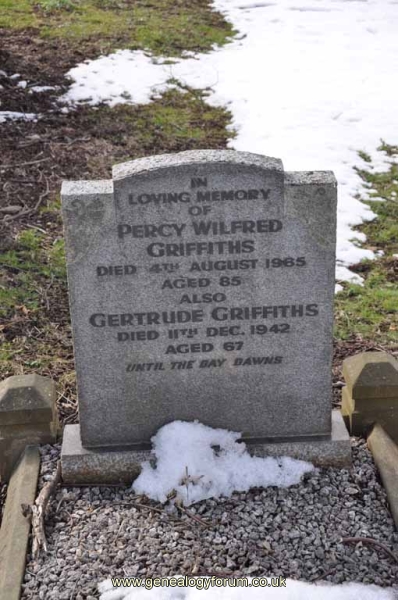 IN
LOVING MEMORY
OF
PERCY WILFRED
GRIFFITHS
DIED 4TH AUGUST 1965
AGED 85
ALSO
GERTRUDE GRIFFITHS
DIED 11TH DEC. 1942
AGED 67
UNTIL THE DAY DAWNS
www.genealogyforum.co.uk